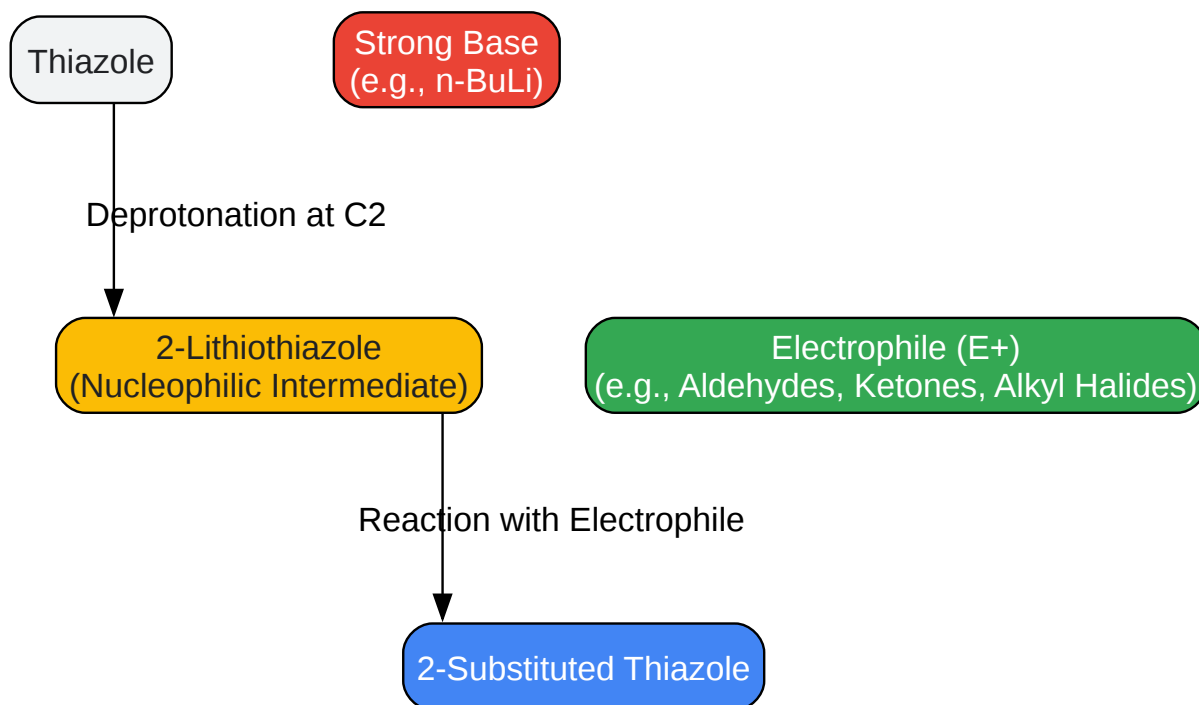 Thiazole
Strong Base
(e.g., n-BuLi)
Deprotonation at C2
2-Lithiothiazole
(Nucleophilic Intermediate)
Electrophile (E+)
(e.g., Aldehydes, Ketones, Alkyl Halides)
Reaction with Electrophile
2-Substituted Thiazole